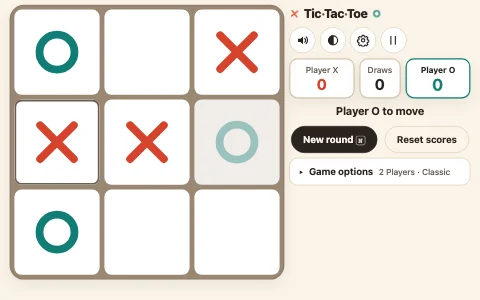 Tic·Tac·Toe
Player X
0
Draws
0
Player O
0
Player O to move
New round
Reset scores
Game options 2 Players · Classic